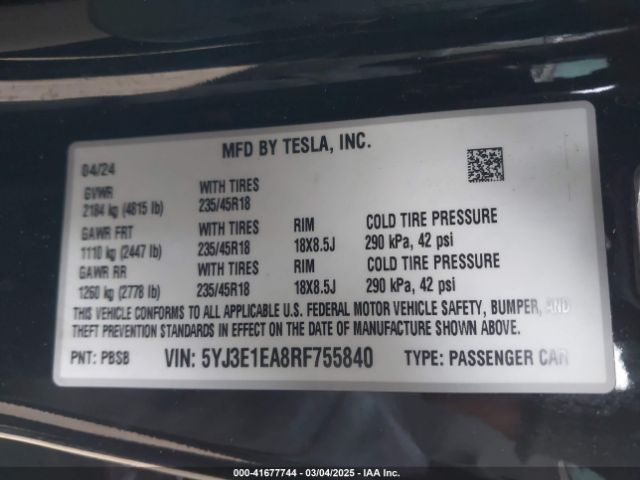 MFD BY TESLA, INC.
04/24
GVWR WITH TIRES
2184 kg (4815 lb) 235/45R18
GAWR FRT WITH TIRES RIM COLD TIRE PRESSURE
1110 kg (2447 lb) 235/45R18 18X8.5J 290 kPa, 42 psi
GAWR RR WITH TIRES RIM COLD TIRE PRESSURE
1260 kg (2778 lb) 235/45R18 18X8.5J 290 kPa, 42 psi
THIS VEHICLE CONFORMS TO ALL APPLICABLE U.S. FEDERAL MOTOR VEHICLE SAFETY, BUMPER, AND
THEFT PREVENTION STANDARDS IN EFFECT ON THE DATE OF MANUFACTURE SHOWN ABOVE.
PNT: PBSB VIN: 5YJ3E1EA8RF755840 TYPE: PASSENGER CAR
000-41677744 - 03/04/2025 - IAA Inc.